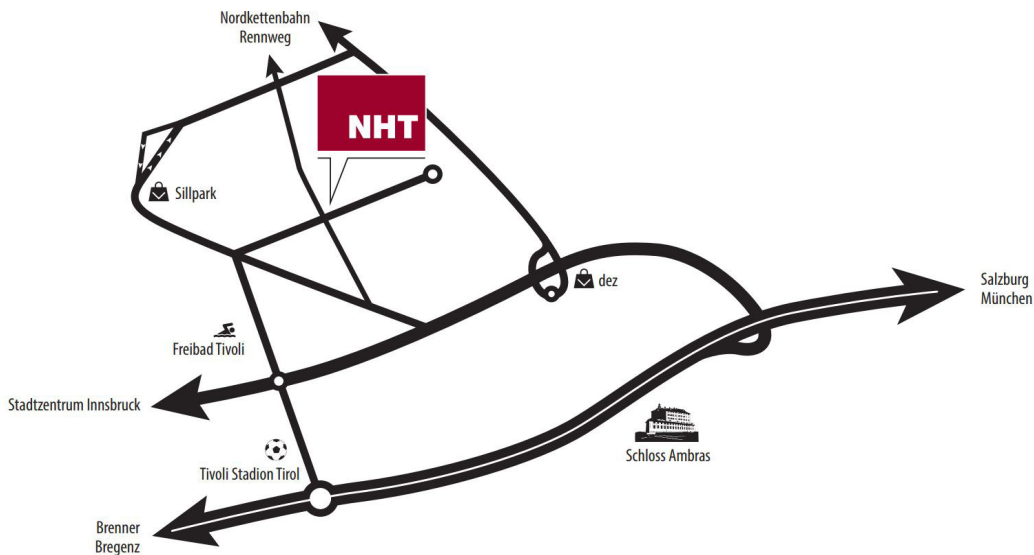 Nordkettenbahn
Rennweg
NHT
Sillpark
dez
Salzburg
München
Freibad Tivoli
Stadtzentrum Innsbruck
Tivoli Stadion Tirol
Schloss Ambras
Brenner
Bregenz